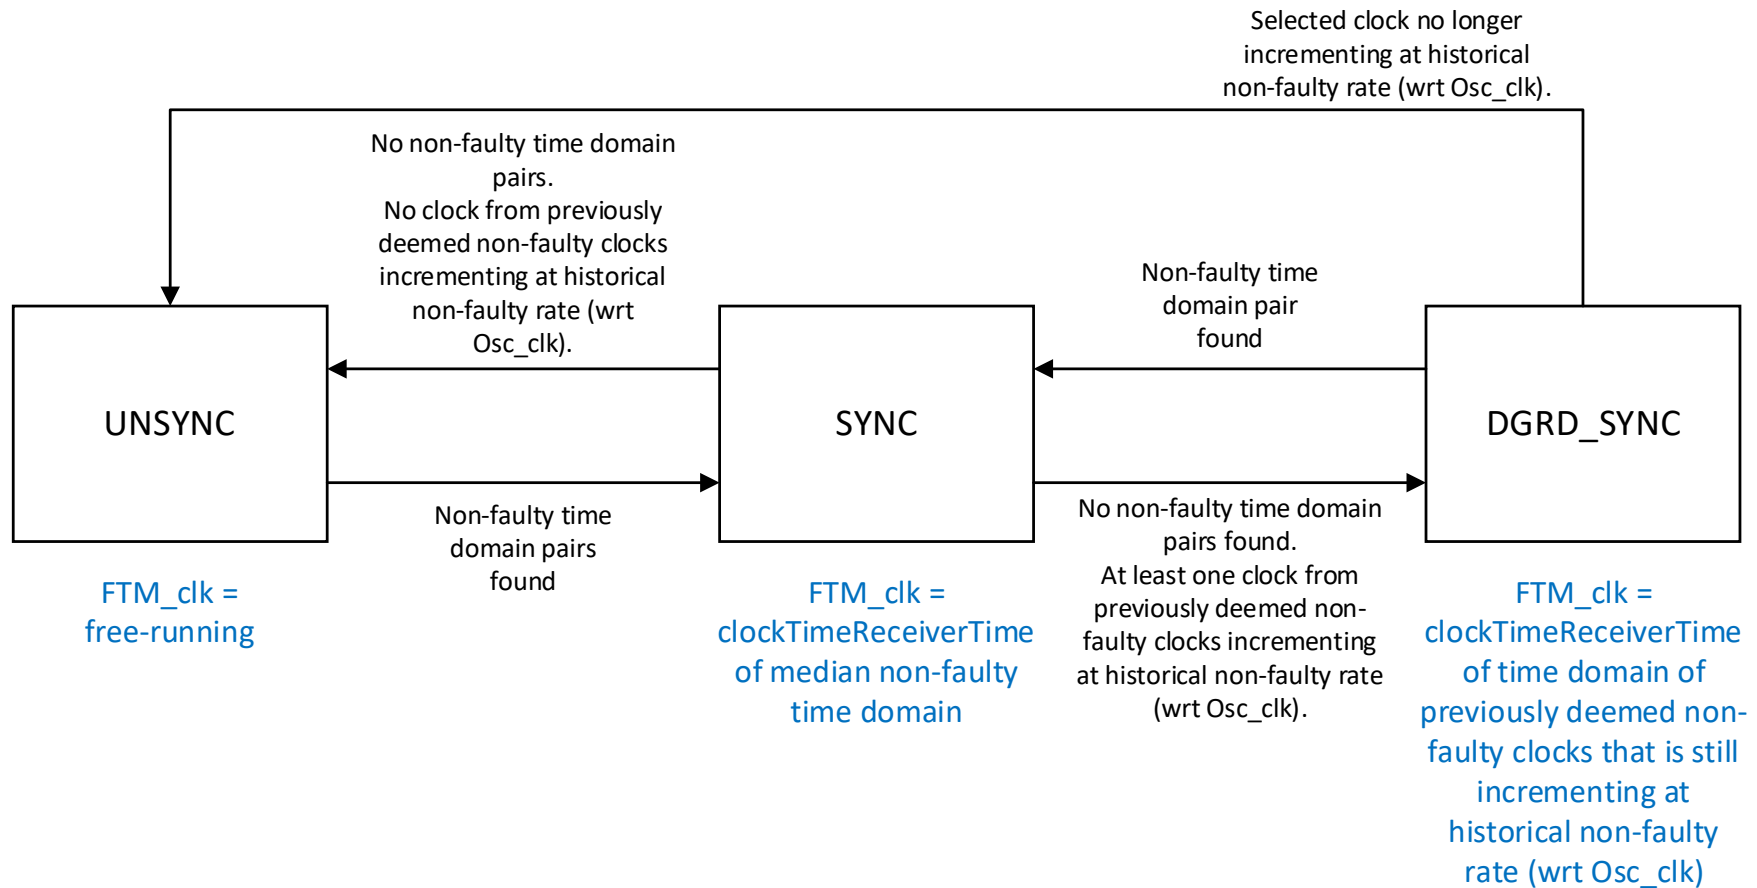 Selected clock no longer
incrementing at historical
non-faulty rate (wrt Osc_clk).
No non-faulty time domain
pairs.
No clock from previously
deemed non-faulty clocks
incrementing at historical
non-faulty rate (wrt
Osc_clk).
Non-faulty time
domain pair
found
UNSYNC
SYNC
DGRD_SYNC
Non-faulty time
domain pairs
found
No non-faulty time domain
pairs found.
At least one clock from
previously deemed non-
faulty clocks incrementing
at historical non-faulty rate
(wrt Osc_clk).
FTM_clk =
free-running
FTM_clk =
clockTimeReceiverTime
of median non-faulty
time domain
FTM_clk =
clockTimeReceiverTime
of time domain of
previously deemed non-
faulty clocks that is still
incrementing at
historical non-faulty
rate (wrt Osc_clk)